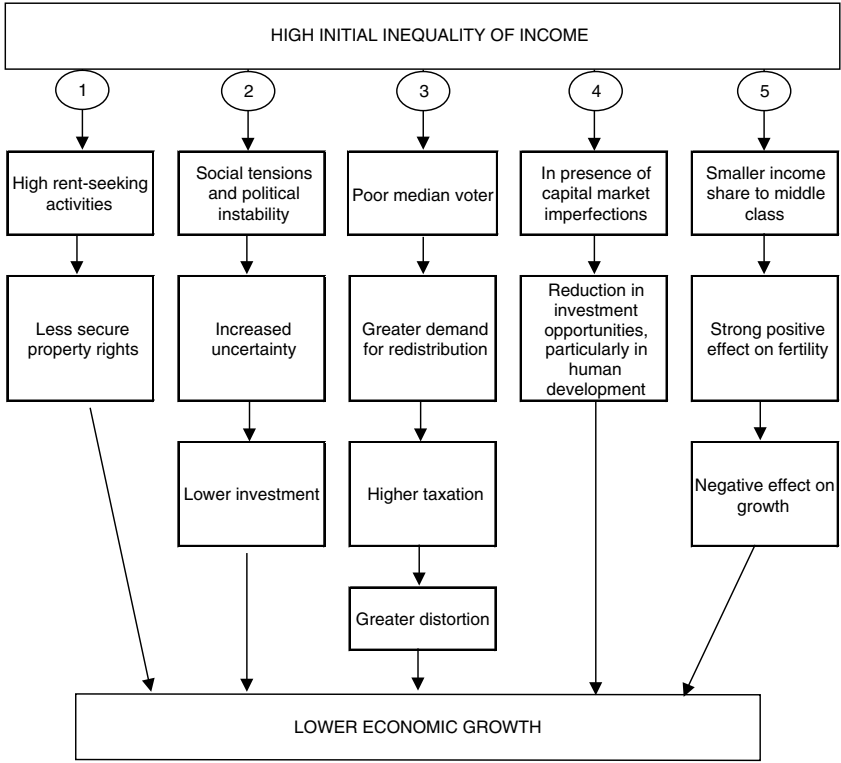 HIGH INITIAL INEQUALITY OF INCOME
1
2
3
4
5
High rent-seeking
activities
Social tensions
and political
instability
Poor median voter
In presence of
capital market
imperfections
Smaller income
share to middle
class
Less secure
property rights
Increased
uncertainty
Greater demand
for redistribution
Reduction in
investment
opportunities,
particularly in
human
development
Strong positive
effect on fertility
Lower investment
Higher taxation
Negative effect on
growth
Greater distortion
LOWER ECONOMIC GROWTH